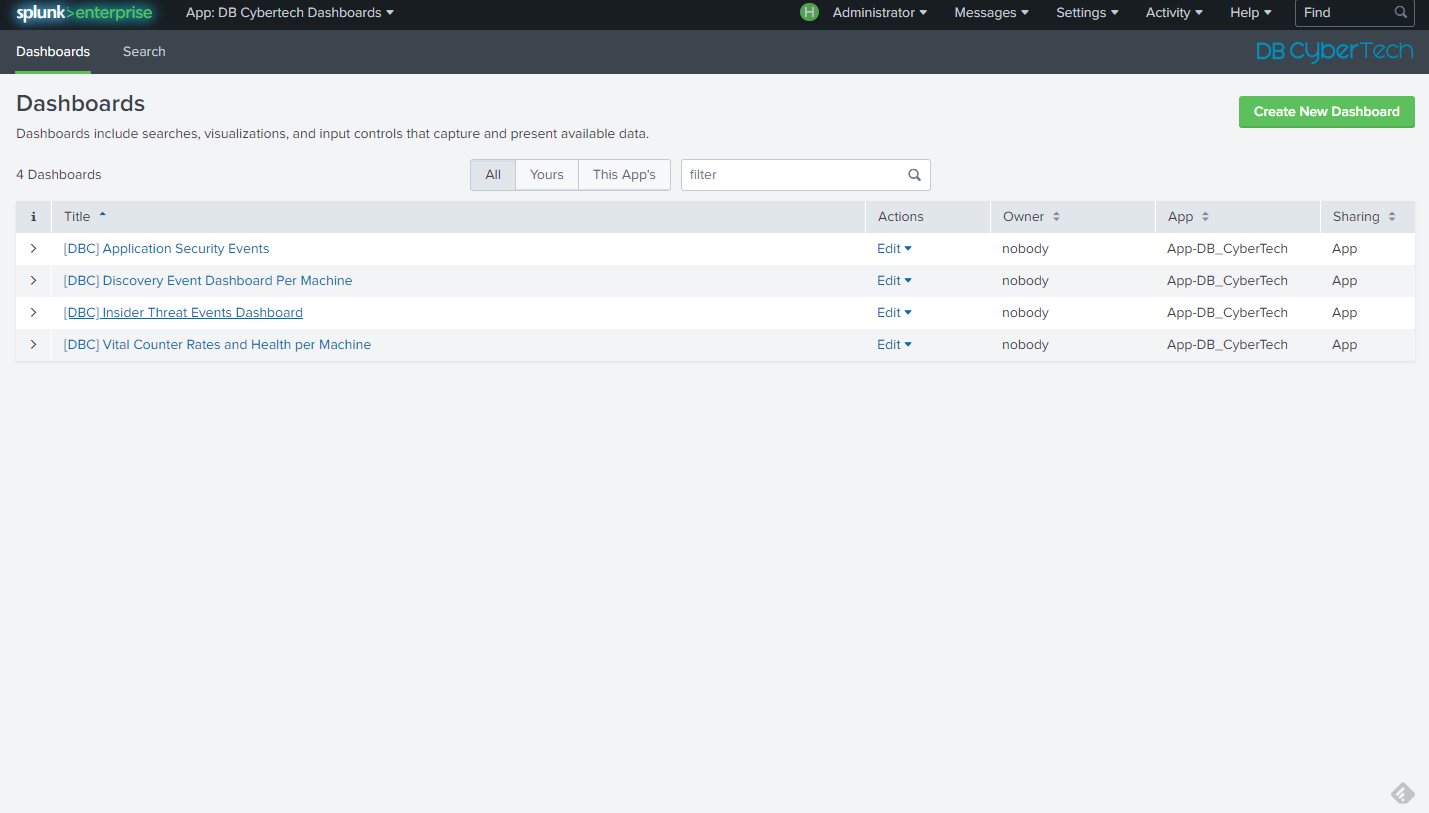 splunk>enterprise App: DB Cybertech Dashboards H Administrator Messages Settings Activity Help Find
Dashboards Search DB CyberTech
Dashboards
Create New Dashboard
Dashboards include searches, visualizations, and input controls that capture and present available data.
4 Dashboards All Yours This App's filter
i Title Actions Owner App Sharing
[DBC] Application Security Events Edit nobody App-DB_CyberTech App
[DBC] Discovery Event Dashboard Per Machine Edit nobody App-DB_CyberTech App
[DBC] Insider Threat Events Dashboard Edit nobody App-DB_CyberTech App
[DBC] Vital Counter Rates and Health per Machine Edit nobody App-DB_CyberTech App